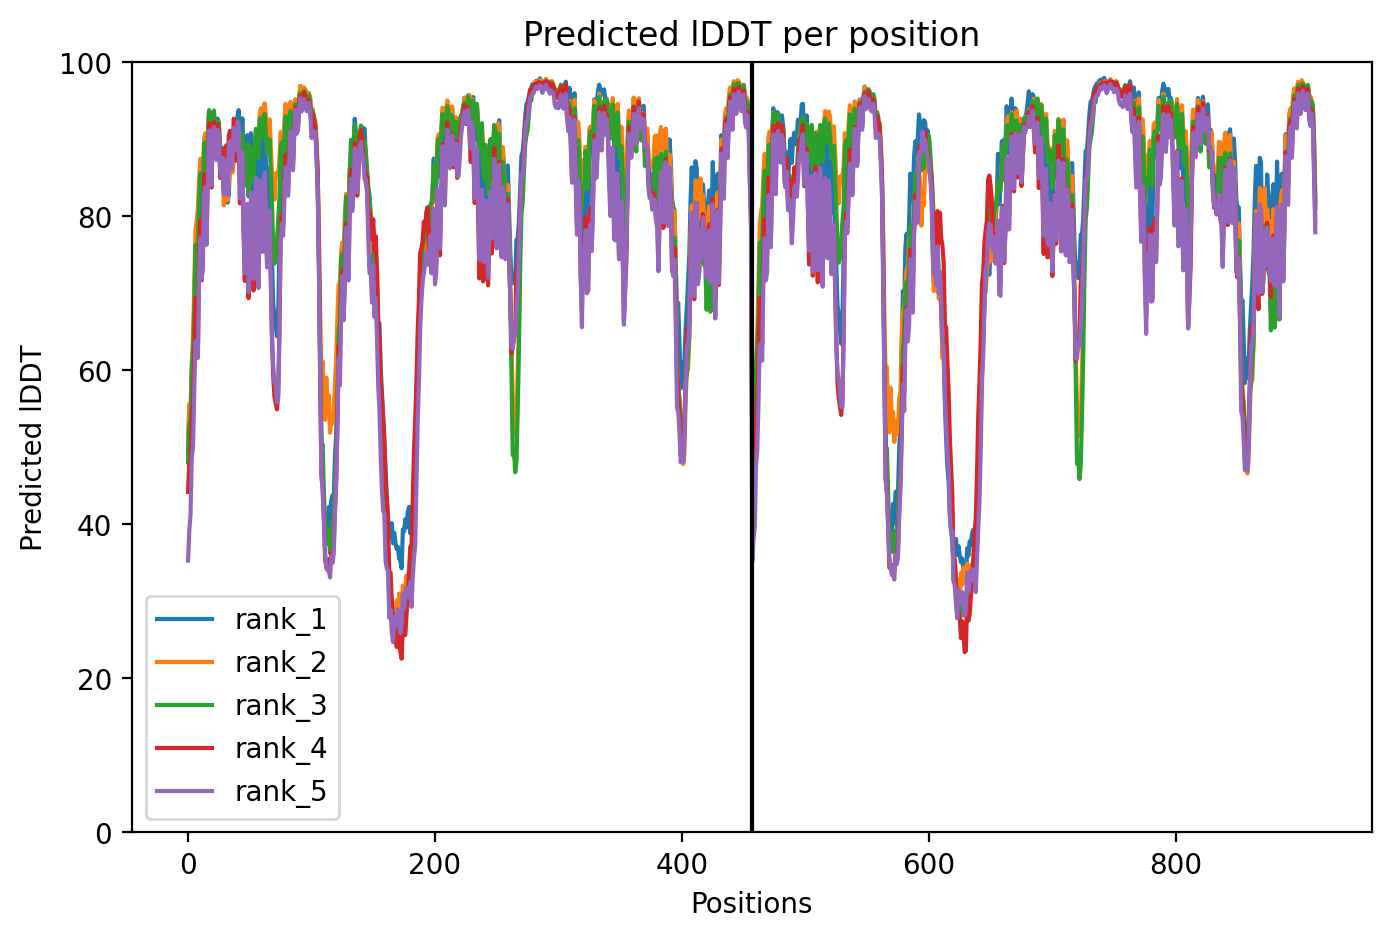 Predicted lDDT per position
100
80
60
40
20
0
Predicted lDDT
rank_1
rank_2
rank_3
rank_4
rank_5
0 200 400 600 800
Positions